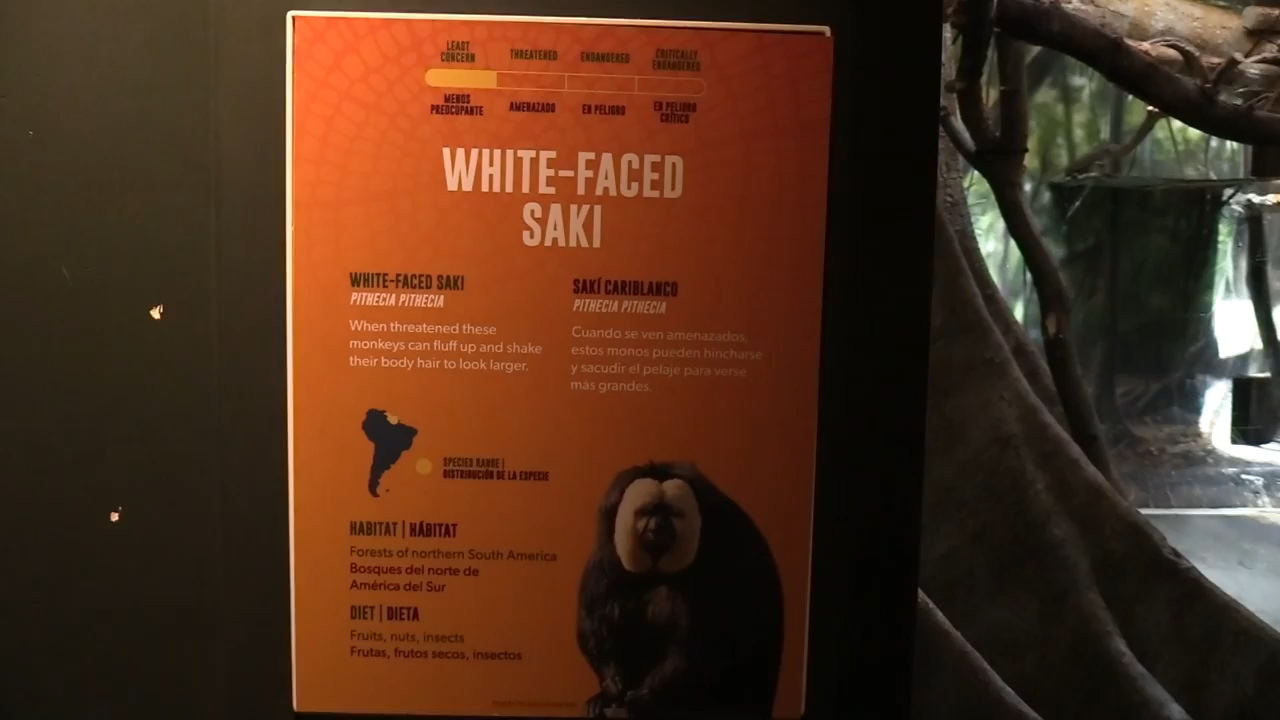 LEAST
CONCERN
THREATENED
ENDANGERED
CRITICALLY
ENDANGERED
MENOS
PREOCUPANTE
AMENAZADO
EN PELIGRO
EN PELIGRO
CRÍTICO
WHITE-FACED
SAKI
WHITE-FACED SAKI
PITHECIA PITHECIA
When threatened these
monkeys can fluff up and shake
their body hair to look larger.
SAKÍ CARIBLANCO
PITHECIA PITHECIA
Cuando se ven amenazados,
estos monos pueden hincharse
y sacudir el pelaje para verse
más grandes.
SPECIES RANGE |
DISTRIBUCIÓN DE LA ESPECIE
HABITAT | HÁBITAT
Forests of northern South America
Bosques del norte de
América del Sur
DIET | DIETA
Fruits, nuts, insects
Frutas, frutos secos, insectos